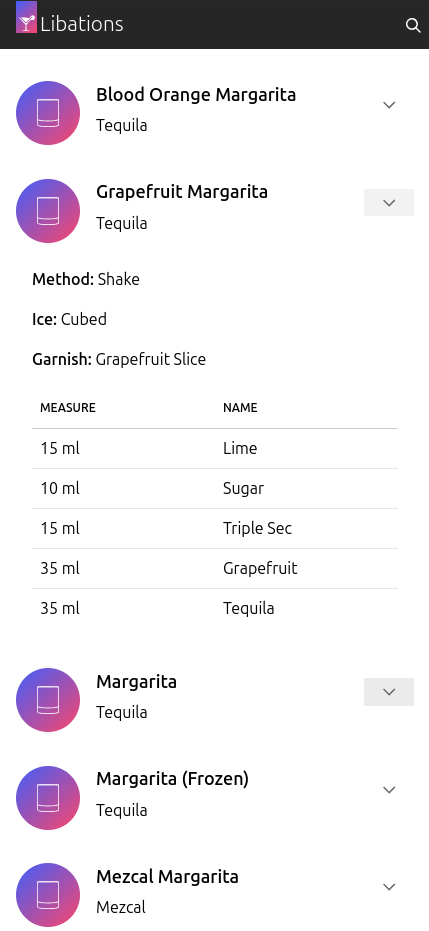 Libations
Blood Orange Margarita
Tequila
Grapefruit Margarita
Tequila
Method: Shake
Ice: Cubed
Garnish: Grapefruit Slice
MEASURE NAME
15 ml Lime
10 ml Sugar
15 ml Triple Sec
35 ml Grapefruit
35 ml Tequila
Margarita
Tequila
Margarita (Frozen)
Tequila
Mezcal Margarita
Mezcal